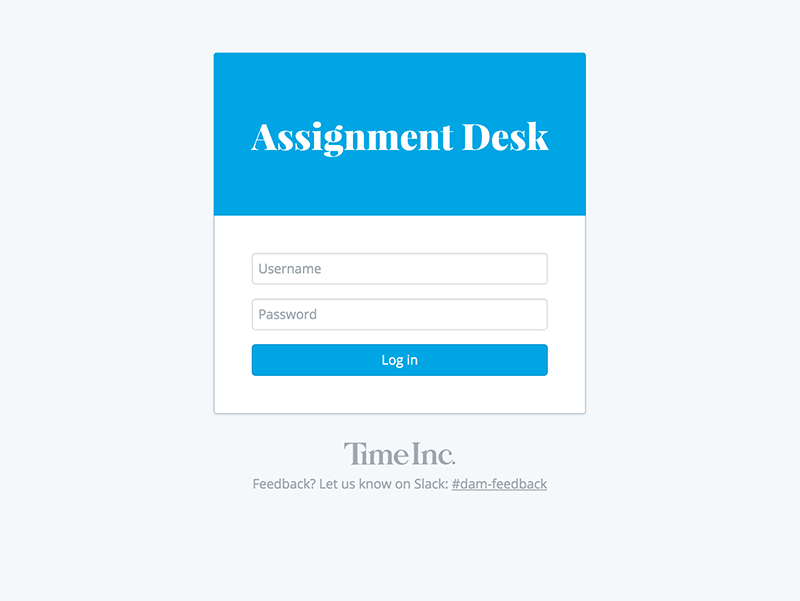 Assignment Desk
Username
Password
Log in
Time Inc.
Feedback? Let us know on Slack: #dam-feedback